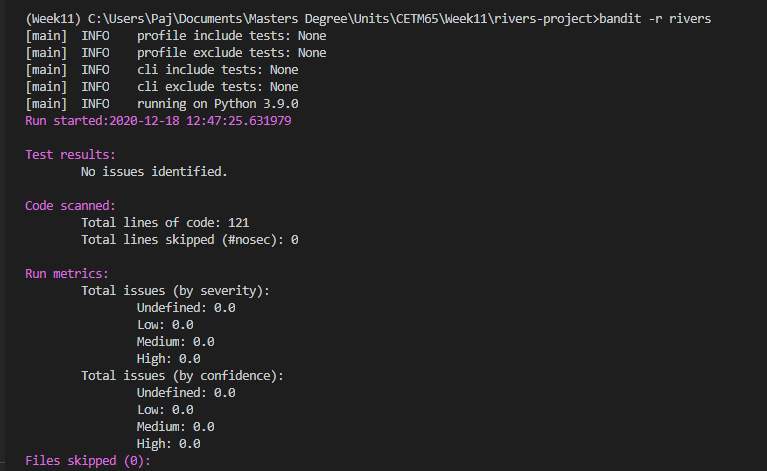 (Week11) C:\Users\Paj\Documents\Masters Degree\Units\CETM65\Week11\rivers-project>bandit -r rivers
[main]  INFO    profile include tests: None
[main]  INFO    profile exclude tests: None
[main]  INFO    cli include tests: None
[main]  INFO    cli exclude tests: None
[main]  INFO    running on Python 3.9.0
Run started:2020-12-18 12:47:25.631979
Test results:
No issues identified.
Code scanned:
Total lines of code: 121
Total lines skipped (#nosec): 0
Run metrics:
Total issues (by severity):
Undefined: 0.0
Low: 0.0
Medium: 0.0
High: 0.0
Total issues (by confidence):
Undefined: 0.0
Low: 0.0
Medium: 0.0
High: 0.0
Files skipped (0):